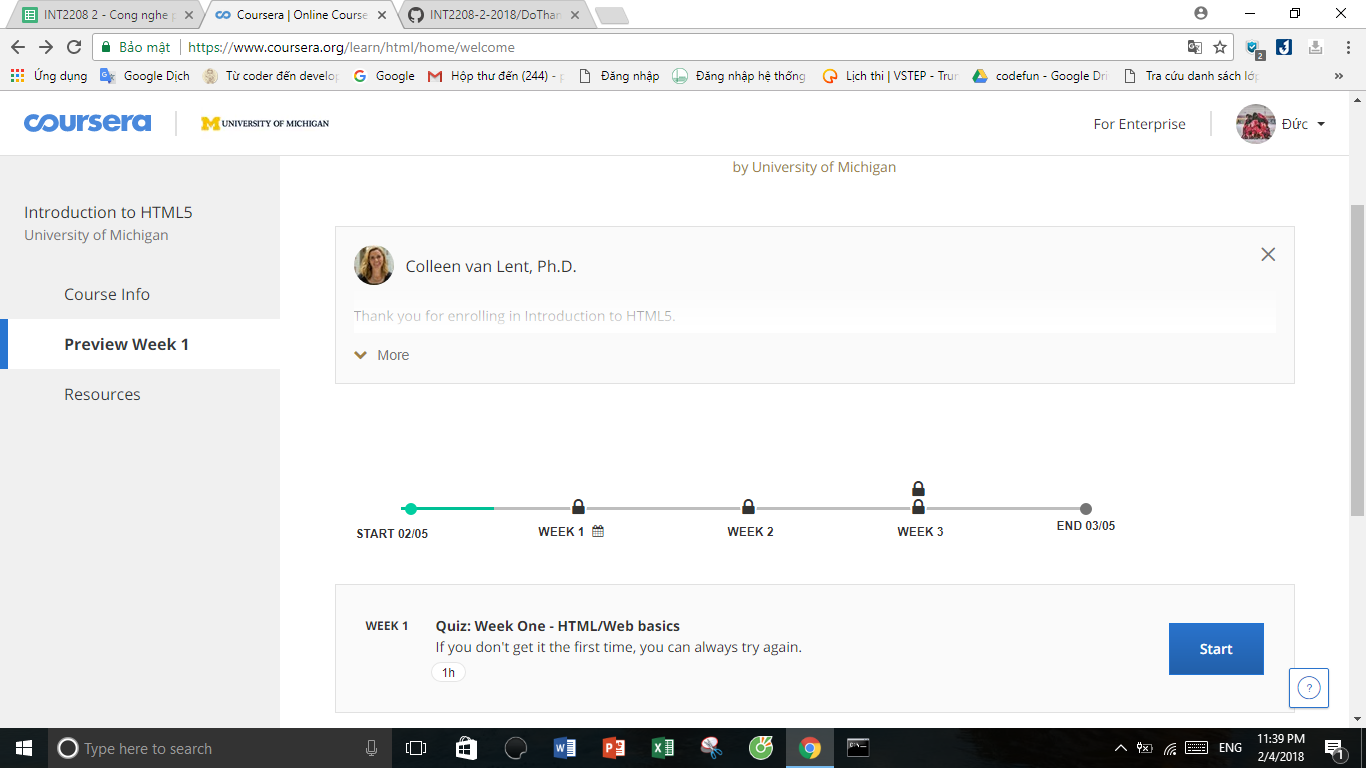 INT2208 2 - Cong nghe p
Coursera | Online Course
INT2208-2-2018/DoThan
Bảo mật
https://www.coursera.org/learn/html/home/welcome
Ứng dụng
Google Dịch
Từ coder đến develop
Google
Hộp thư đến (244) - p
Đăng nhập
Đăng nhập hệ thống
Lịch thi | VSTEP - Trun
codefun - Google Dri
Tra cứu danh sách lớp
2
»
coursera
M UNIVERSITY OF MICHIGAN
For Enterprise
Đức
by University of Michigan
Introduction to HTML5
University of Michigan
Course Info
Preview Week 1
Resources
Colleen van Lent, Ph.D.
Thank you for enrolling in Introduction to HTML5.
More
START 02/05
WEEK 1
WEEK 2
WEEK 3
END 03/05
WEEK 1
Quiz: Week One - HTML/Web basics
If you don't get it the first time, you can always try again.
1h
Start
?
Type here to search
ENG
11:39 PM
2/4/2018
1